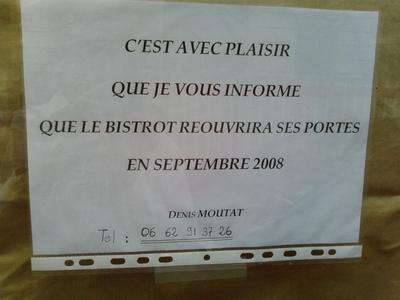 C'EST AVEC PLAISIR
QUE JE VOUS INFORME
QUE LE BISTROT REOUVRIRA SES PORTES
EN SEPTEMBRE 2008
DENIS MOUTAT
Tel : 06 62 91 37 26